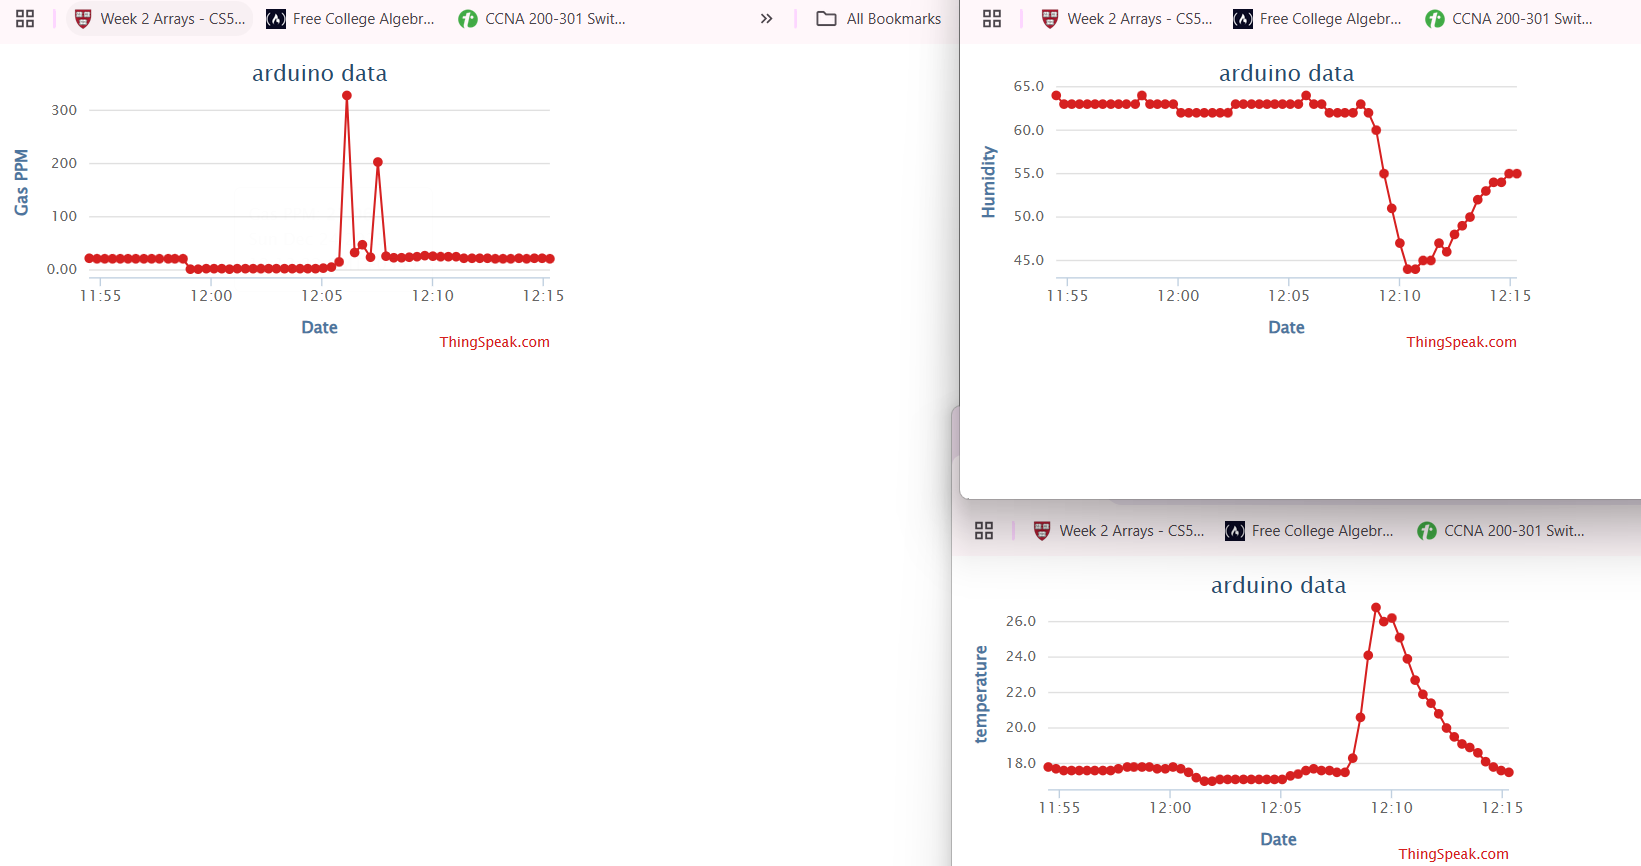 Week 2 Arrays - CS5... Free College Algebr... CCNA 200-301 Swit... » All Bookmarks
arduino data
Gas PPM
300
200
100
0.00
11:55 12:00 12:05 12:10 12:15
Date
ThingSpeak.com
Week 2 Arrays - CS5... Free College Algebr... CCNA 200-301 Swit...
arduino data
Humidity
65.0
60.0
55.0
50.0
45.0
11:55 12:00 12:05 12:10 12:15
Date
ThingSpeak.com
Week 2 Arrays - CS5... Free College Algebr... CCNA 200-301 Swit...
arduino data
temperature
26.0
24.0
22.0
20.0
18.0
11:55 12:00 12:05 12:10 12:15
Date
ThingSpeak.com